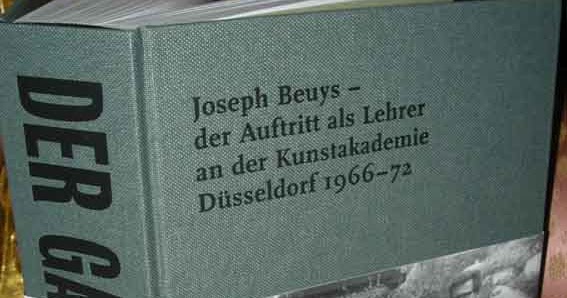 Joseph Beuys –
der Auftritt als Lehrer
an der Kunstakademie
Düsseldorf 1966–72
DER GA